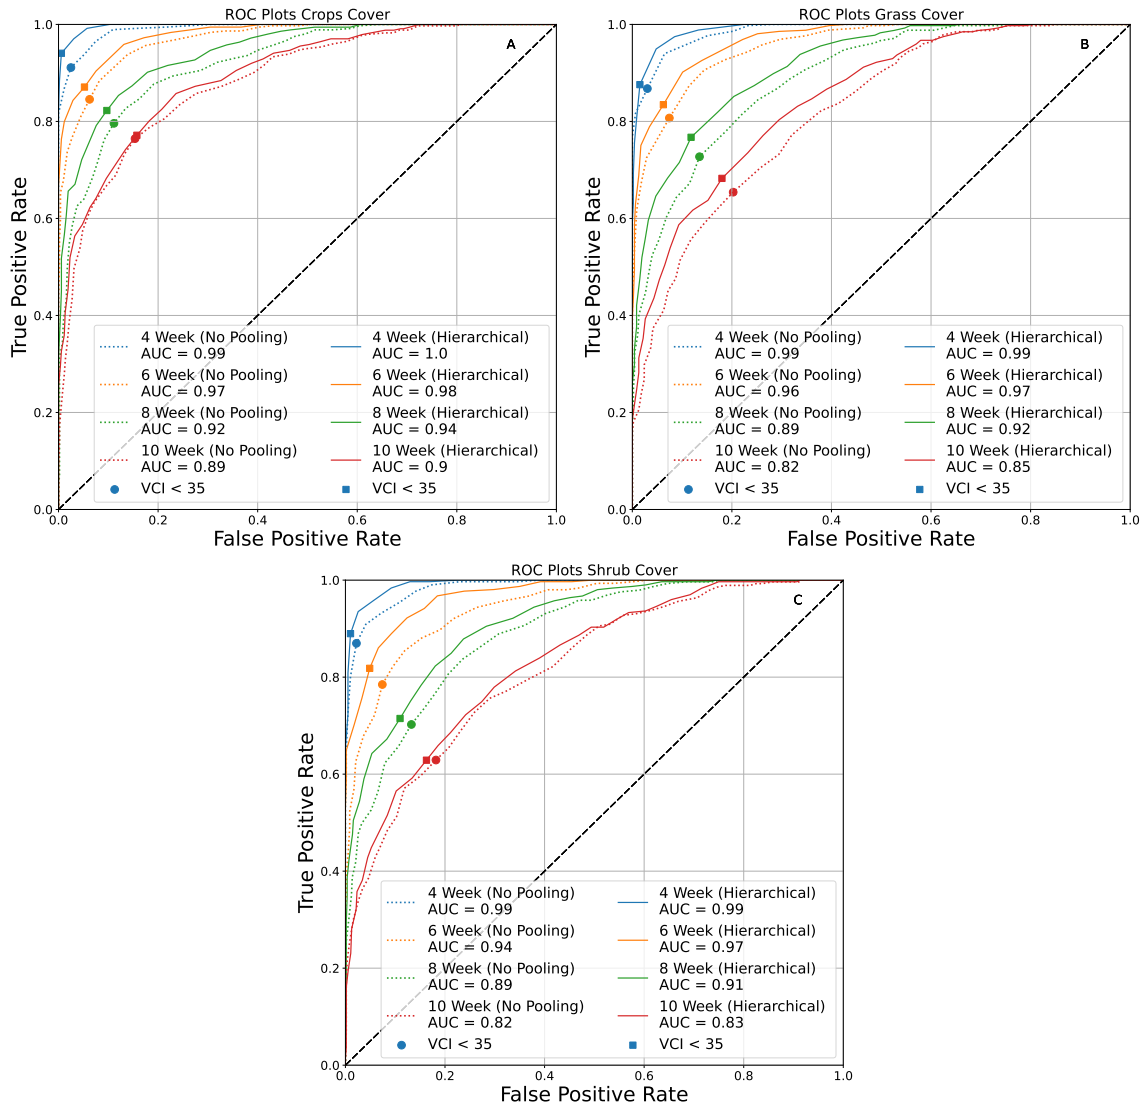 ROC Plots Crops Cover
A
True Positive Rate
1.0
0.8
0.6
0.4
0.2
0.0
4 Week (No Pooling)
AUC = 0.99
6 Week (No Pooling)
AUC = 0.97
8 Week (No Pooling)
AUC = 0.92
10 Week (No Pooling)
AUC = 0.89
VCI < 35
4 Week (Hierarchical)
AUC = 1.0
6 Week (Hierarchical)
AUC = 0.98
8 Week (Hierarchical)
AUC = 0.94
10 Week (Hierarchical)
AUC = 0.9
VCI < 35
0.0 0.2 0.4 0.6 0.8 1.0
False Positive Rate
ROC Plots Grass Cover
B
True Positive Rate
1.0
0.8
0.6
0.4
0.2
0.0
4 Week (No Pooling)
AUC = 0.99
6 Week (No Pooling)
AUC = 0.96
8 Week (No Pooling)
AUC = 0.89
10 Week (No Pooling)
AUC = 0.82
VCI < 35
4 Week (Hierarchical)
AUC = 0.99
6 Week (Hierarchical)
AUC = 0.97
8 Week (Hierarchical)
AUC = 0.92
10 Week (Hierarchical)
AUC = 0.85
VCI < 35
0.0 0.2 0.4 0.6 0.8 1.0
False Positive Rate
ROC Plots Shrub Cover
C
True Positive Rate
1.0
0.8
0.6
0.4
0.2
0.0
4 Week (No Pooling)
AUC = 0.99
6 Week (No Pooling)
AUC = 0.94
8 Week (No Pooling)
AUC = 0.89
10 Week (No Pooling)
AUC = 0.82
VCI < 35
4 Week (Hierarchical)
AUC = 0.99
6 Week (Hierarchical)
AUC = 0.97
8 Week (Hierarchical)
AUC = 0.91
10 Week (Hierarchical)
AUC = 0.83
VCI < 35
0.0 0.2 0.4 0.6 0.8 1.0
False Positive Rate